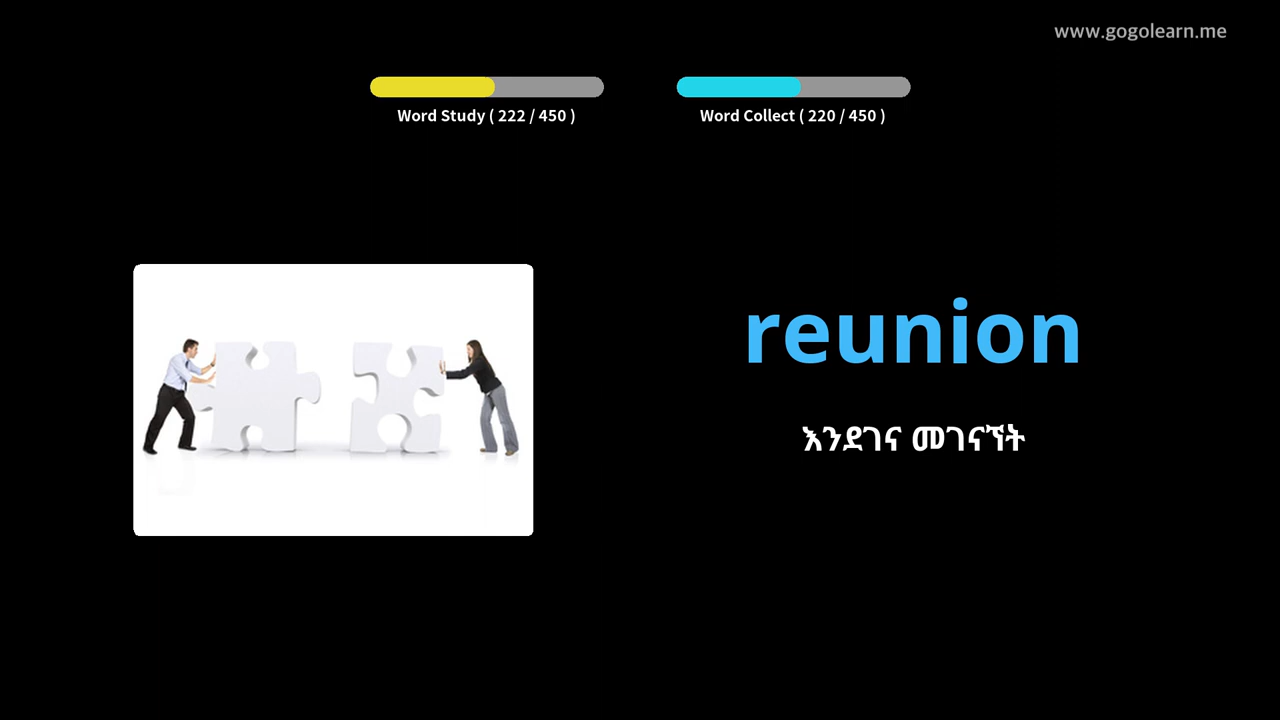 www.gogolearn.me
Word Study ( 222 / 450 )
Word Collect ( 220 / 450 )
reunion
እንደገና መገናኘት